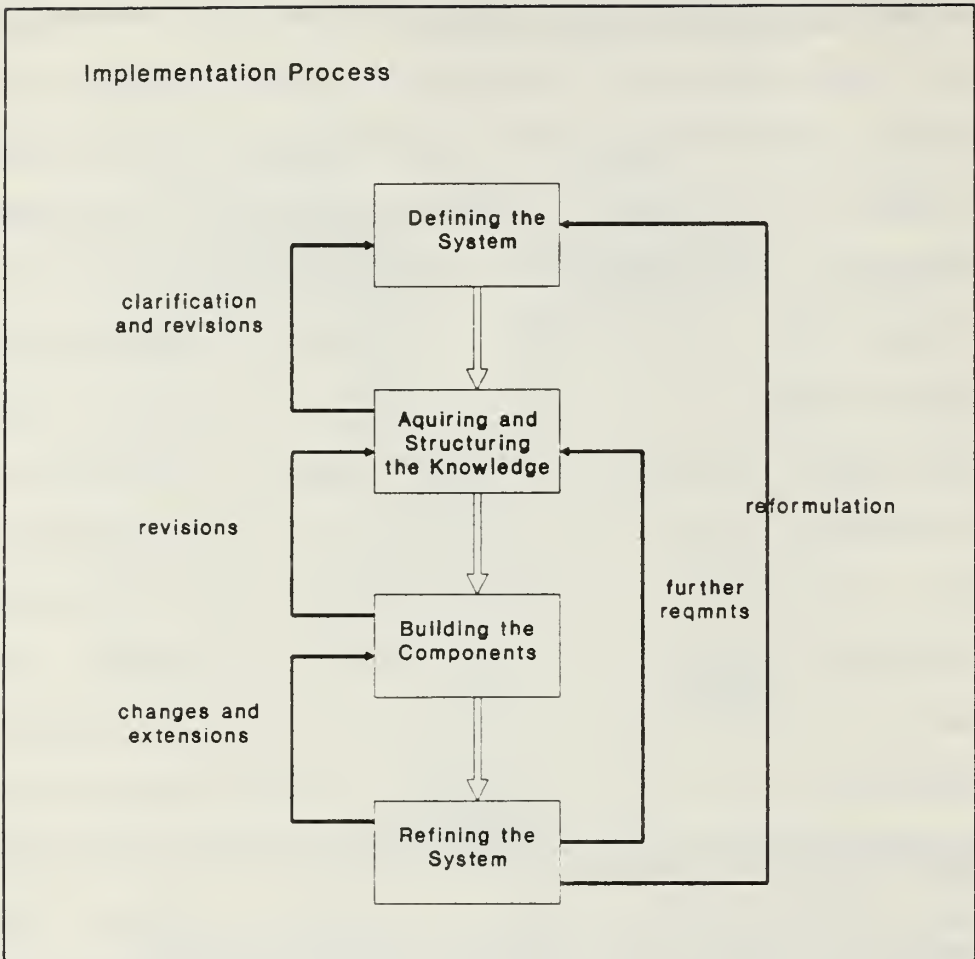 Implementation Process
Defining the
System
clarification
and revisions
Aquiring and
Structuring
the Knowledge
revisions
reformulation
further
reqmnts
Building the
Components
changes and
extensions
Refining the
System